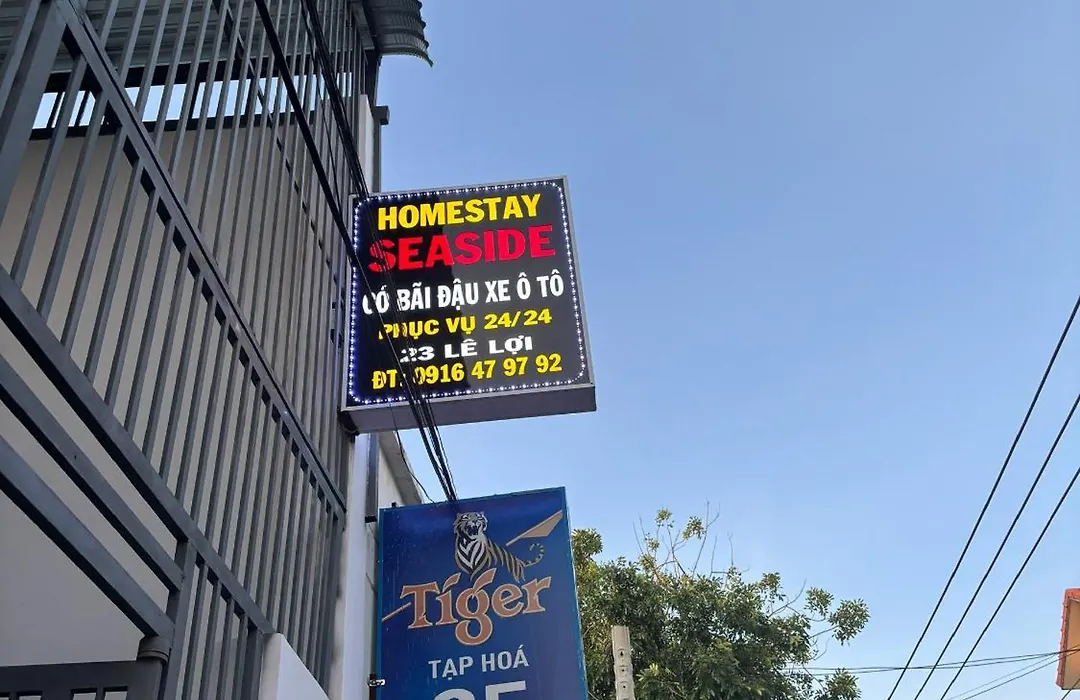 HOMESTAY
SEASIDE
CÓ BÃI ĐẬU XE Ô TÔ
PHỤC VỤ 24/24
23 LÊ LỢI
ĐT: 0916 47 97 92
Tiger
TẠP HOÁ